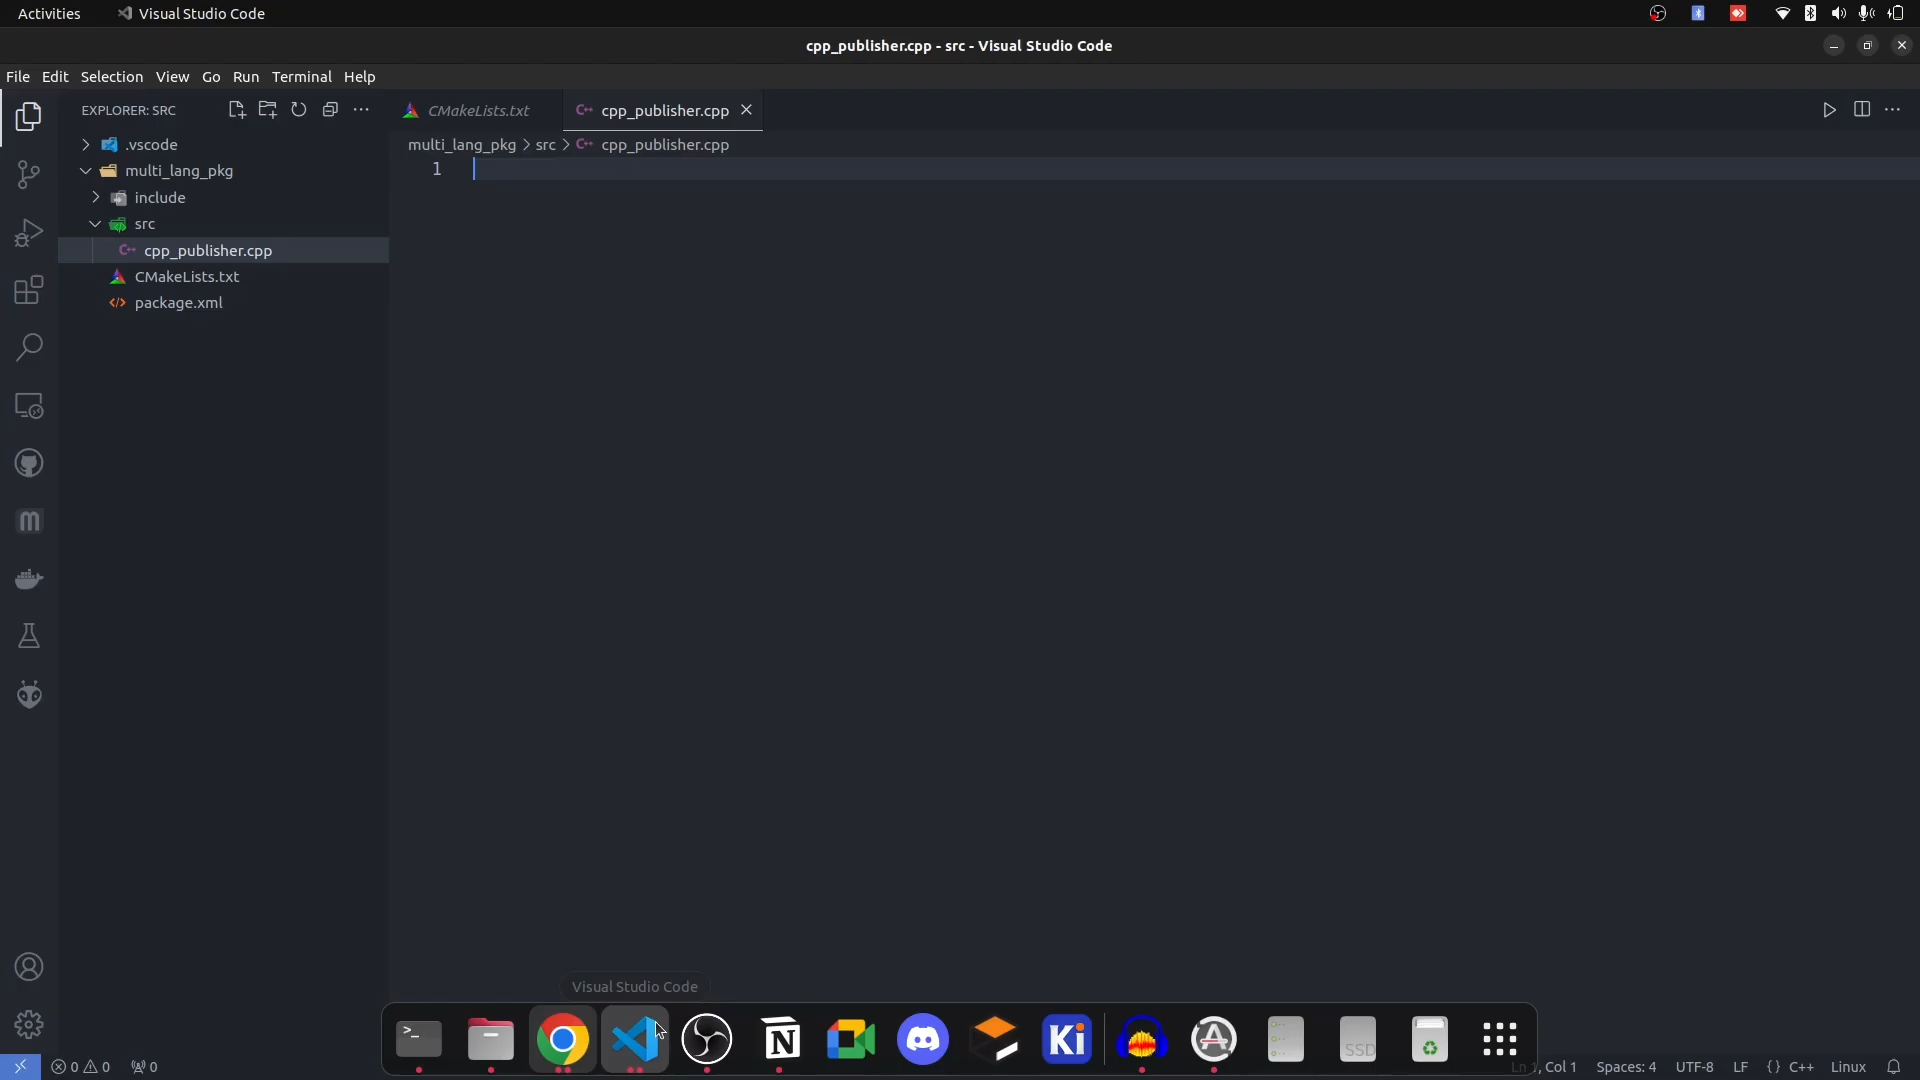 Activities
Visual Studio Code
cpp_publisher.cpp - src - Visual Studio Code
File Edit Selection View Go Run Terminal Help
EXPLORER: SRC
CMakeLists.txt
cpp_publisher.cpp
.vscode
multi_lang_pkg > src > cpp_publisher.cpp
multi_lang_pkg
1
include
src
cpp_publisher.cpp
CMakeLists.txt
package.xml
Visual Studio Code
>_
N
Ki
SSD
0 0 0
, Col 1 Spaces: 4 UTF-8 LF {} C++ Linux